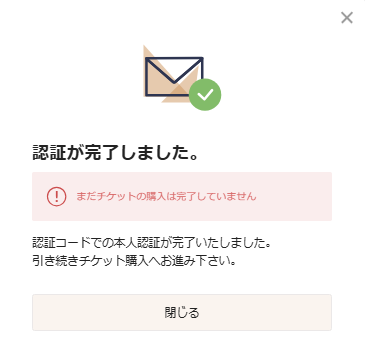 認証が完了しました。
まだチケットの購入は完了していません
認証コードでの本人認証が完了いたしました。
引き続きチケット購入へお進み下さい。
閉じる